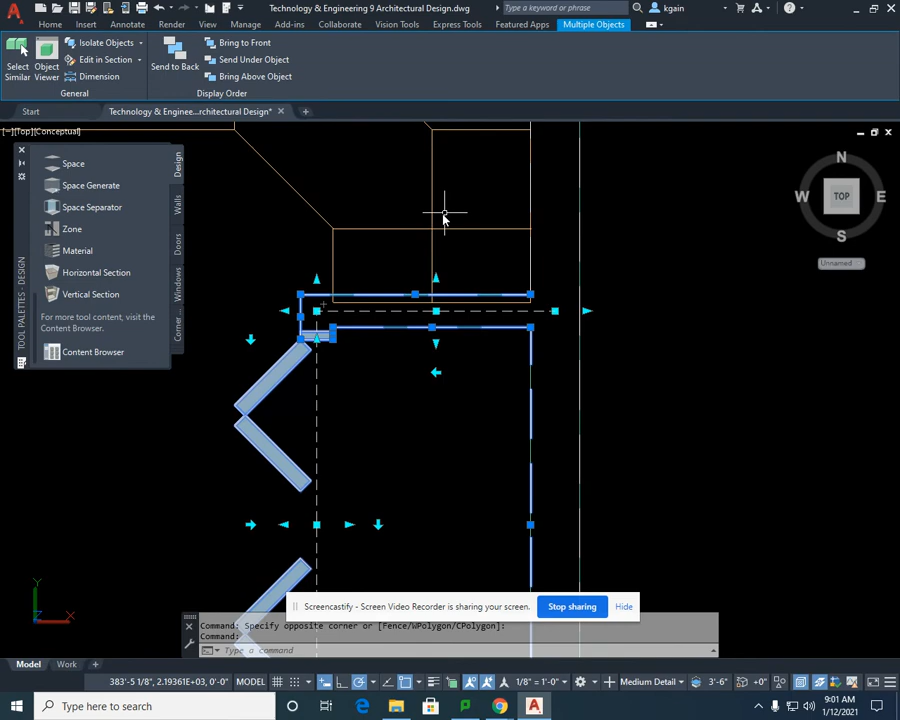 Technology & Engineering 9 Architectural Design.dwg
Type a keyword or phrase
kgain
Home Insert Annotate Render View Manage Add-ins Collaborate Vision Tools Express Tools Featured Apps Multiple Objects
Select Similar
Object Viewer
Isolate Objects
Edit in Section
Dimension
Send to Back
Bring to Front
Send Under Object
Bring Above Object
General
Display Order
Start
Technology & Enginee...rchitectural Design*
[−][Top][Conceptual]
Space
Space Generate
Space Separator
Zone
Material
Horizontal Section
Vertical Section
For more tool content, visit the Content Browser.
Content Browser
Design
Walls
Doors
Windows
Corner ...
TOOL PALETTES - DESIGN
N
W
TOP
E
S
Unnamed
Y
X
Screencastify - Screen Video Recorder is sharing your screen.
Stop sharing
Hide
Command: Specify opposite corner or [Fence/WPolygon/CPolygon]:
Command:
Type a command
Model Work
383'-5 1/8", 2.19361E+03, 0'-0"
MODEL
1/8" = 1'-0"
Medium Detail
3'-6"
+0"
Type here to search
9:01 AM
1/12/2021